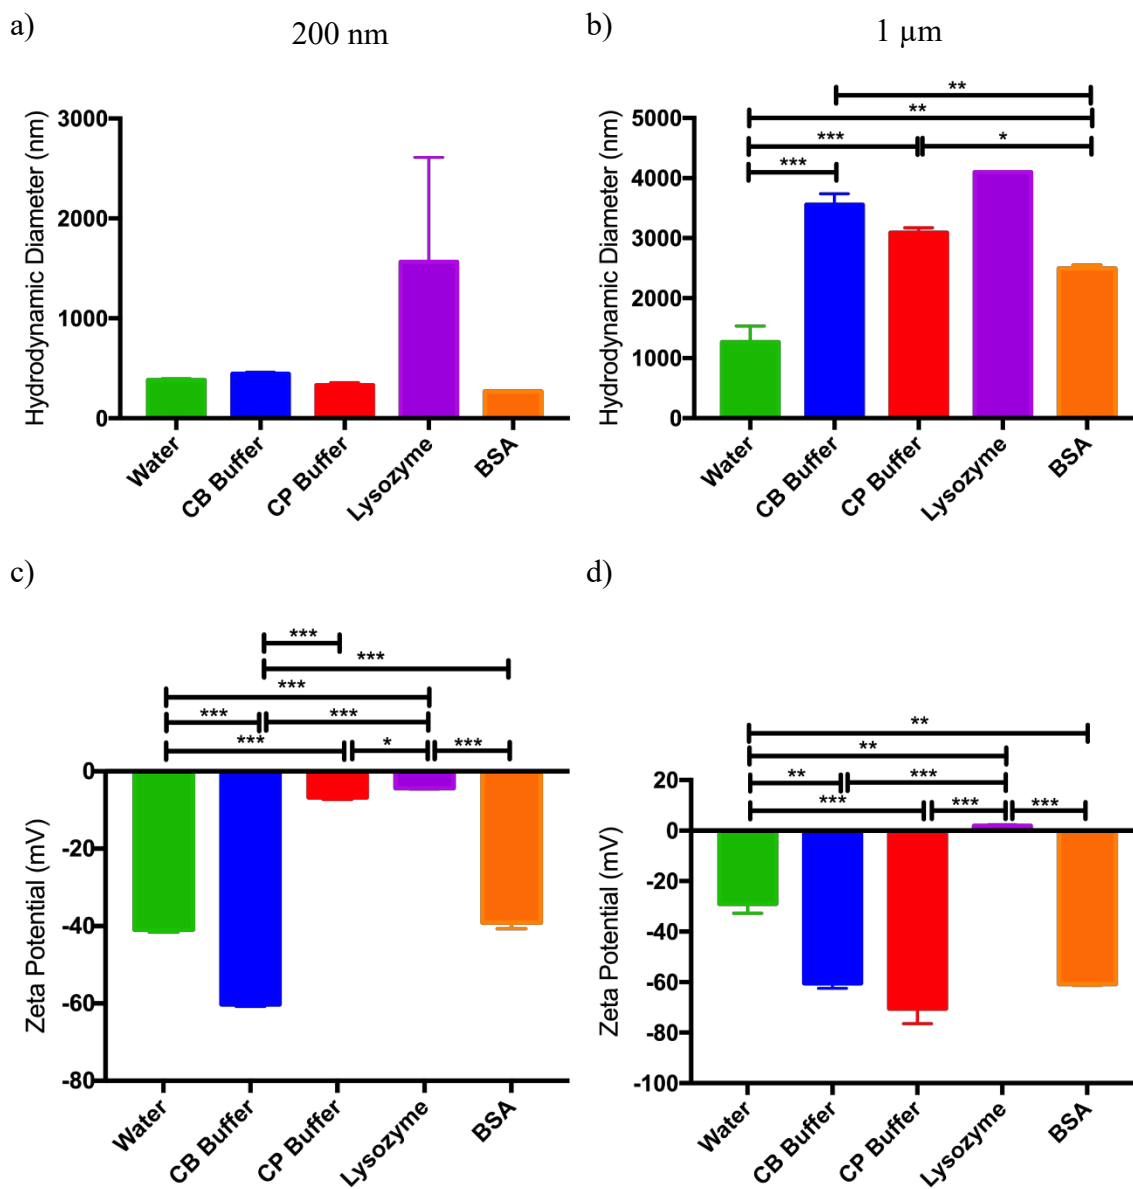 a)
200 nm
b)
1 µm
Hydrodynamic Diameter (nm)
3000
2000
1000
0
Water
CB Buffer
CP Buffer
Lysozyme
BSA
Hydrodynamic Diameter (nm)
**
**
***
*
***
5000
4000
3000
2000
1000
0
Water
CB Buffer
CP Buffer
Lysozyme
BSA
c)
d)
Zeta Potential (mV)
***
***
***
***
***
***
*
***
0
-20
-40
-60
-80
Water
CB Buffer
CP Buffer
Lysozyme
BSA
Zeta Potential (mV)
**
**
**
***
***
***
***
20
0
-20
-40
-60
-80
-100
Water
CB Buffer
CP Buffer
Lysozyme
BSA